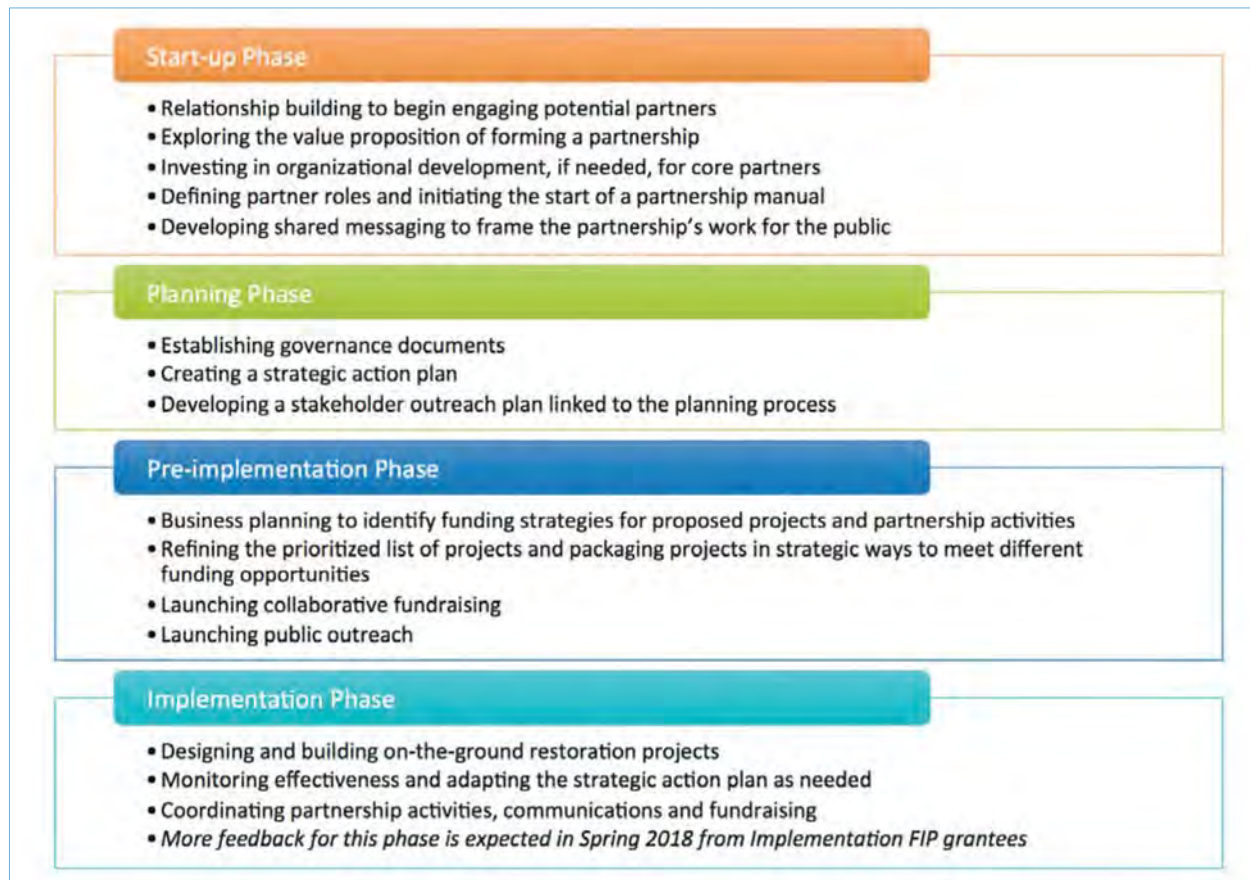 Start-up Phase
• Relationship building to begin engaging potential partners
• Exploring the value proposition of forming a partnership
• Investing in organizational development, if needed, for core partners
• Defining partner roles and initiating the start of a partnership manual
• Developing shared messaging to frame the partnership's work for the public
Planning Phase
• Establishing governance documents
• Creating a strategic action plan
• Developing a stakeholder outreach plan linked to the planning process
Pre-implementation Phase
• Business planning to identify funding strategies for proposed projects and partnership activities
• Refining the prioritized list of projects and packaging projects in strategic ways to meet different
funding opportunities
• Launching collaborative fundraising
• Launching public outreach
Implementation Phase
• Designing and building on-the-ground restoration projects
• Monitoring effectiveness and adapting the strategic action plan as needed
• Coordinating partnership activities, communications and fundraising
• More feedback for this phase is expected in Spring 2018 from Implementation FIP grantees